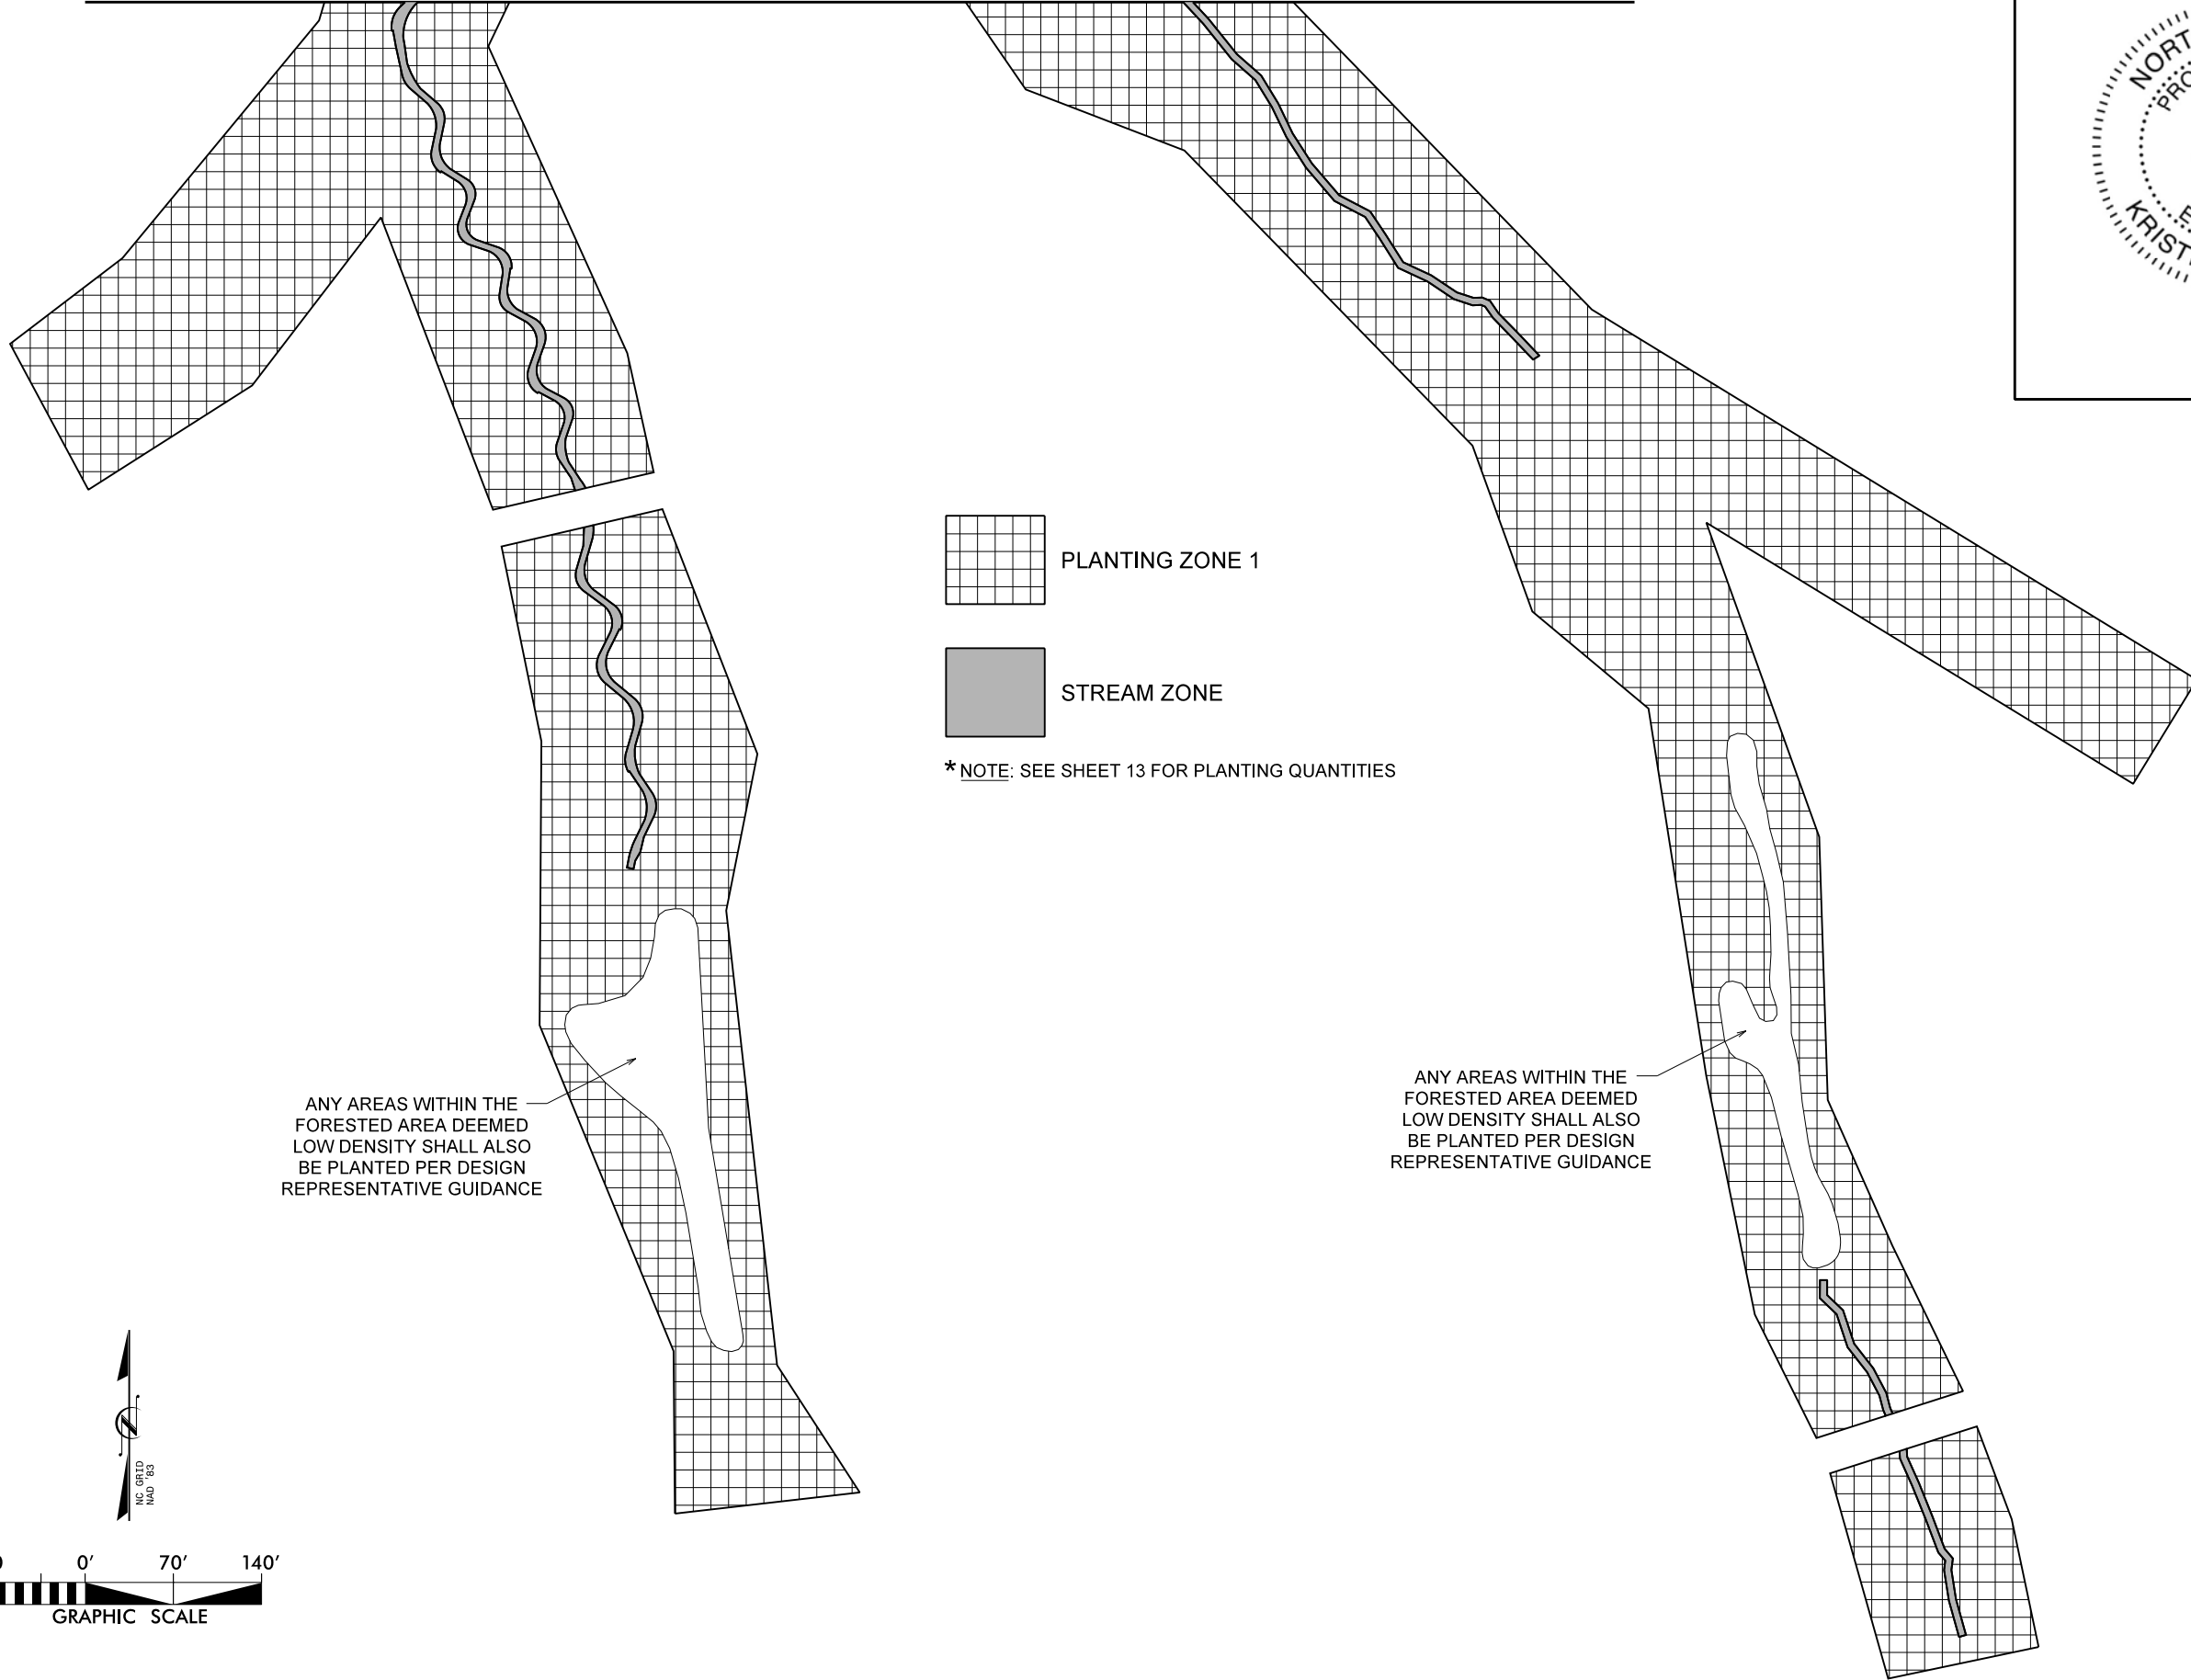 PLANTING ZONE 1
STREAM ZONE
* NOTE: SEE SHEET 13 FOR PLANTING QUANTITIES
ANY AREAS WITHIN THE
FORESTED AREA DEEMED
LOW DENSITY SHALL ALSO
BE PLANTED PER DESIGN
REPRESENTATIVE GUIDANCE
ANY AREAS WITHIN THE
FORESTED AREA DEEMED
LOW DENSITY SHALL ALSO
BE PLANTED PER DESIGN
REPRESENTATIVE GUIDANCE
NC GRID
NAD '83
0' 70' 140'
GRAPHIC SCALE